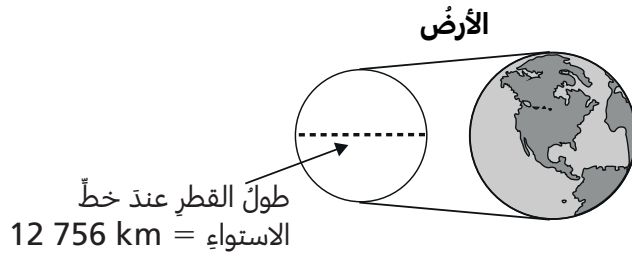 الأرضُ
طولُ القطرِ عندَ خطِّ
الاستواءِ = 12 756 km